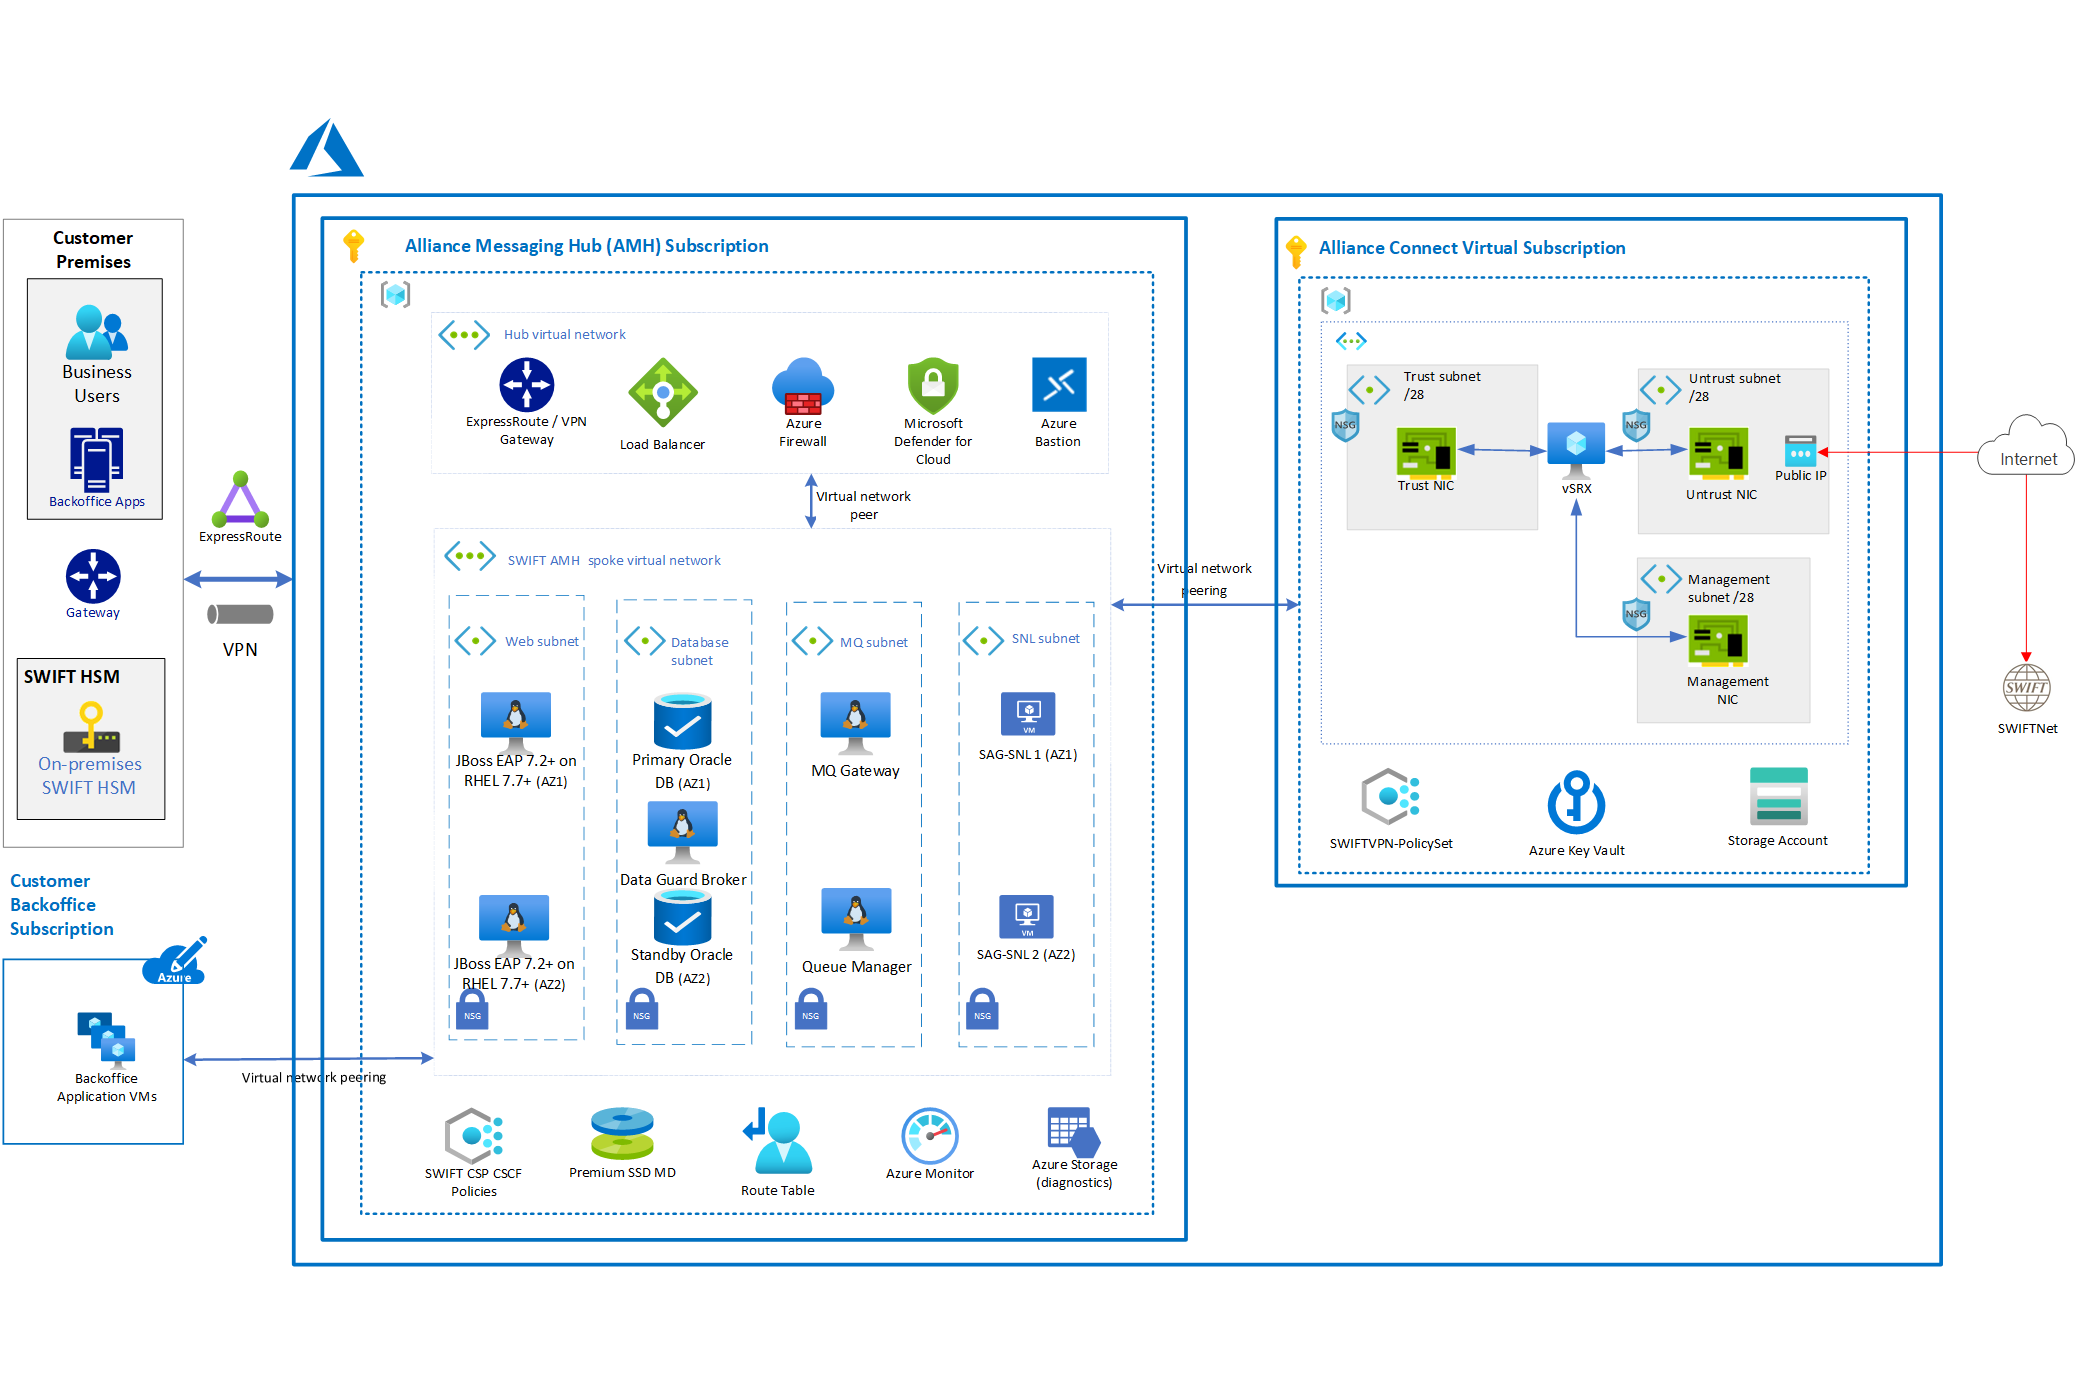 Customer
Premises
Business
Users
Backoffice Apps
Gateway
SWIFT HSM
On-premises
SWIFT HSM
Customer
Backoffice
Subscription
Azure
Backoffice
Application VMs
ExpressRoute
VPN
Virtual network peering
Alliance Messaging Hub (AMH) Subscription
Hub virtual network
ExpressRoute / VPN
Gateway
Load Balancer
Azure
Firewall
Microsoft
Defender for
Cloud
Azure
Bastion
VIrtual network
peer
SWIFT AMH  spoke virtual network
Web subnet
JBoss EAP 7.2+ on
RHEL 7.7+ (AZ1)
JBoss EAP 7.2+ on
RHEL 7.7+ (AZ2)
NSG
Database
subnet
Primary Oracle
DB (AZ1)
Data Guard Broker
Standby Oracle
DB (AZ2)
NSG
MQ subnet
MQ Gateway
Queue Manager
NSG
SNL subnet
VM
SAG-SNL 1 (AZ1)
VM
SAG-SNL 2 (AZ2)
NSG
SWIFT CSP CSCF
Policies
Premium SSD MD
Route Table
Azure Monitor
Azure Storage
(diagnostics)
Virtual network
peering
Alliance Connect Virtual Subscription
Trust subnet
/28
NSG
Trust NIC
vSRX
Untrust subnet
/28
NSG
Untrust NIC
Public IP
Management
subnet /28
NSG
Management
NIC
SWIFTVPN-PolicySet
Azure Key Vault
Storage Account
Internet
SWIFT
SWIFTNet